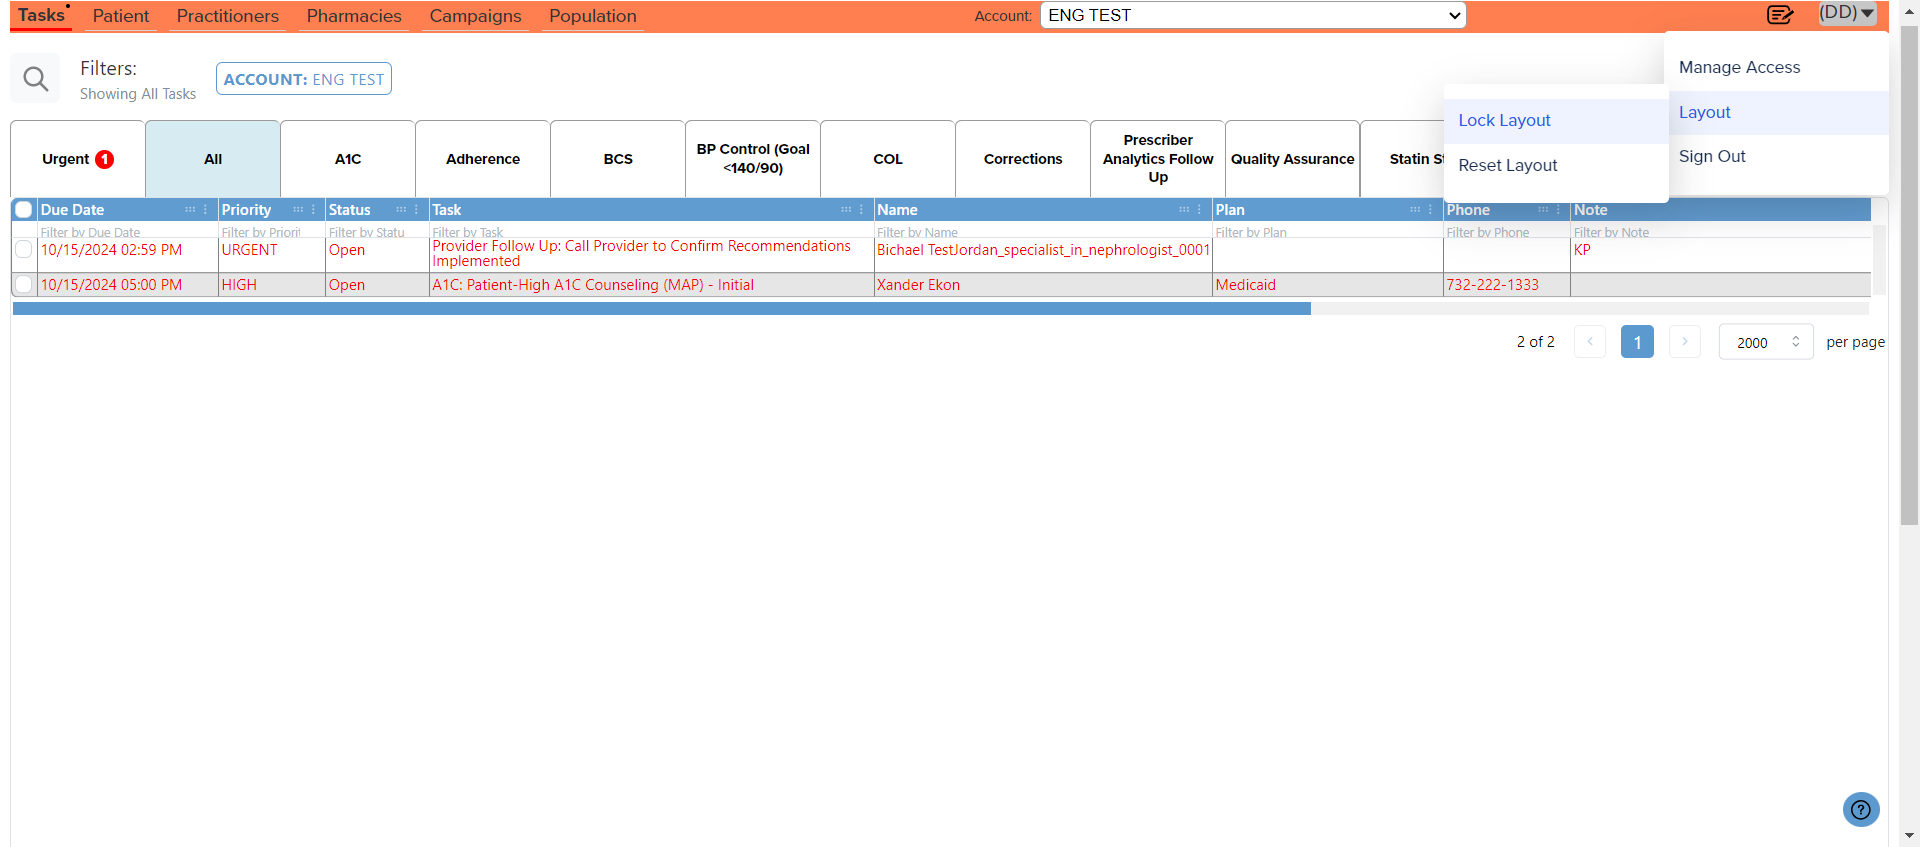 Tasks Patient Practitioners Pharmacies Campaigns Population Account: ENG TEST (DD)
Manage Access
Layout
Sign Out
Lock Layout
Reset Layout
Filters:
Showing All Tasks
ACCOUNT: ENG TEST
Urgent 1
All
A1C
Adherence
BCS
BP Control (Goal
<140/90)
COL
Corrections
Prescriber
Analytics Follow
Up
Quality Assurance
Statin S
Due Date Priority Status Task Name Plan Phone Note
Filter by Due Date Filter by Priori Filter by Statu Filter by Task Filter by Name Filter by Plan Filter by Phone Filter by Note
10/15/2024 02:59 PM URGENT Open Provider Follow Up: Call Provider to Confirm Recommendations
Implemented
Bichael TestJordan_specialist_in_nephrologist_0001 KP
10/15/2024 05:00 PM HIGH Open A1C: Patient-High A1C Counseling (MAP) - Initial Xander Ekon Medicaid 732-222-1333
2 of 2 1 2000 per page